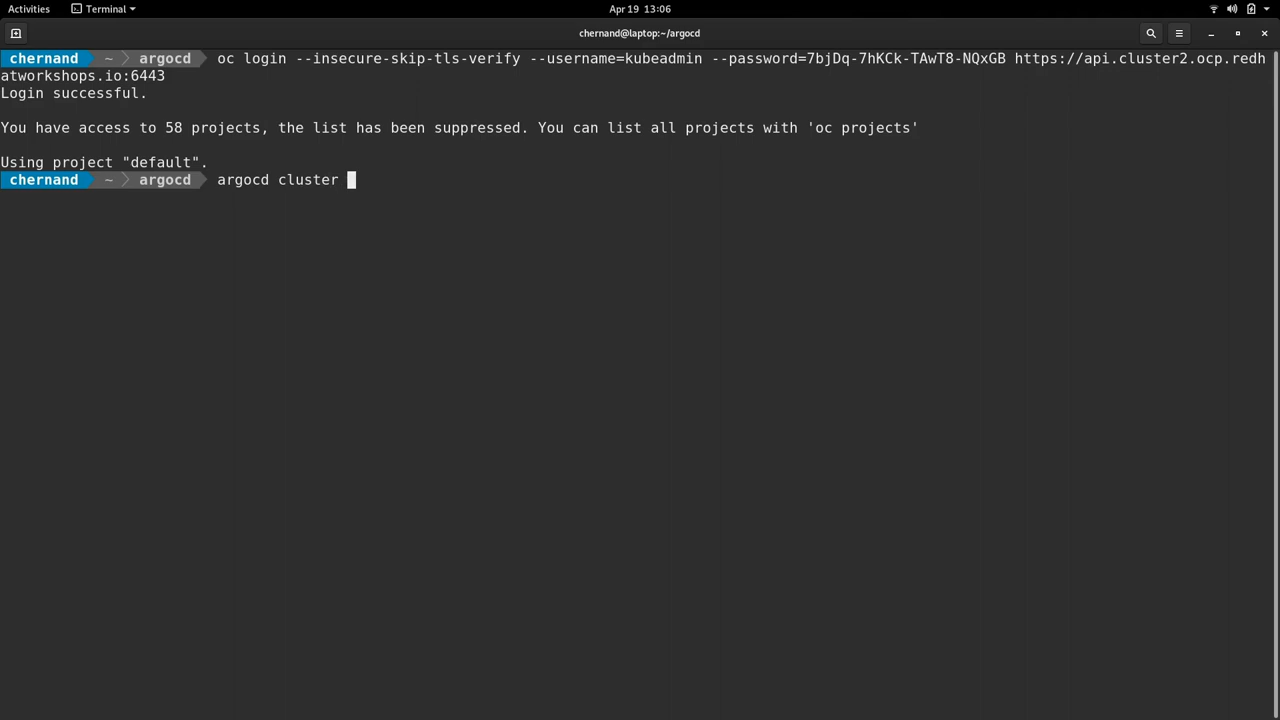 Activities Terminal Apr 19 13:06
chernand@laptop:~/argocd
chernand ~ argocd oc login --insecure-skip-tls-verify --username=kubeadmin --password=7bjDq-7hKCk-TAwT8-NQxGB https://api.cluster2.ocp.redh
atworkshops.io:6443
Login successful.
You have access to 58 projects, the list has been suppressed. You can list all projects with 'oc projects'
Using project "default".
chernand ~ argocd argocd cluster